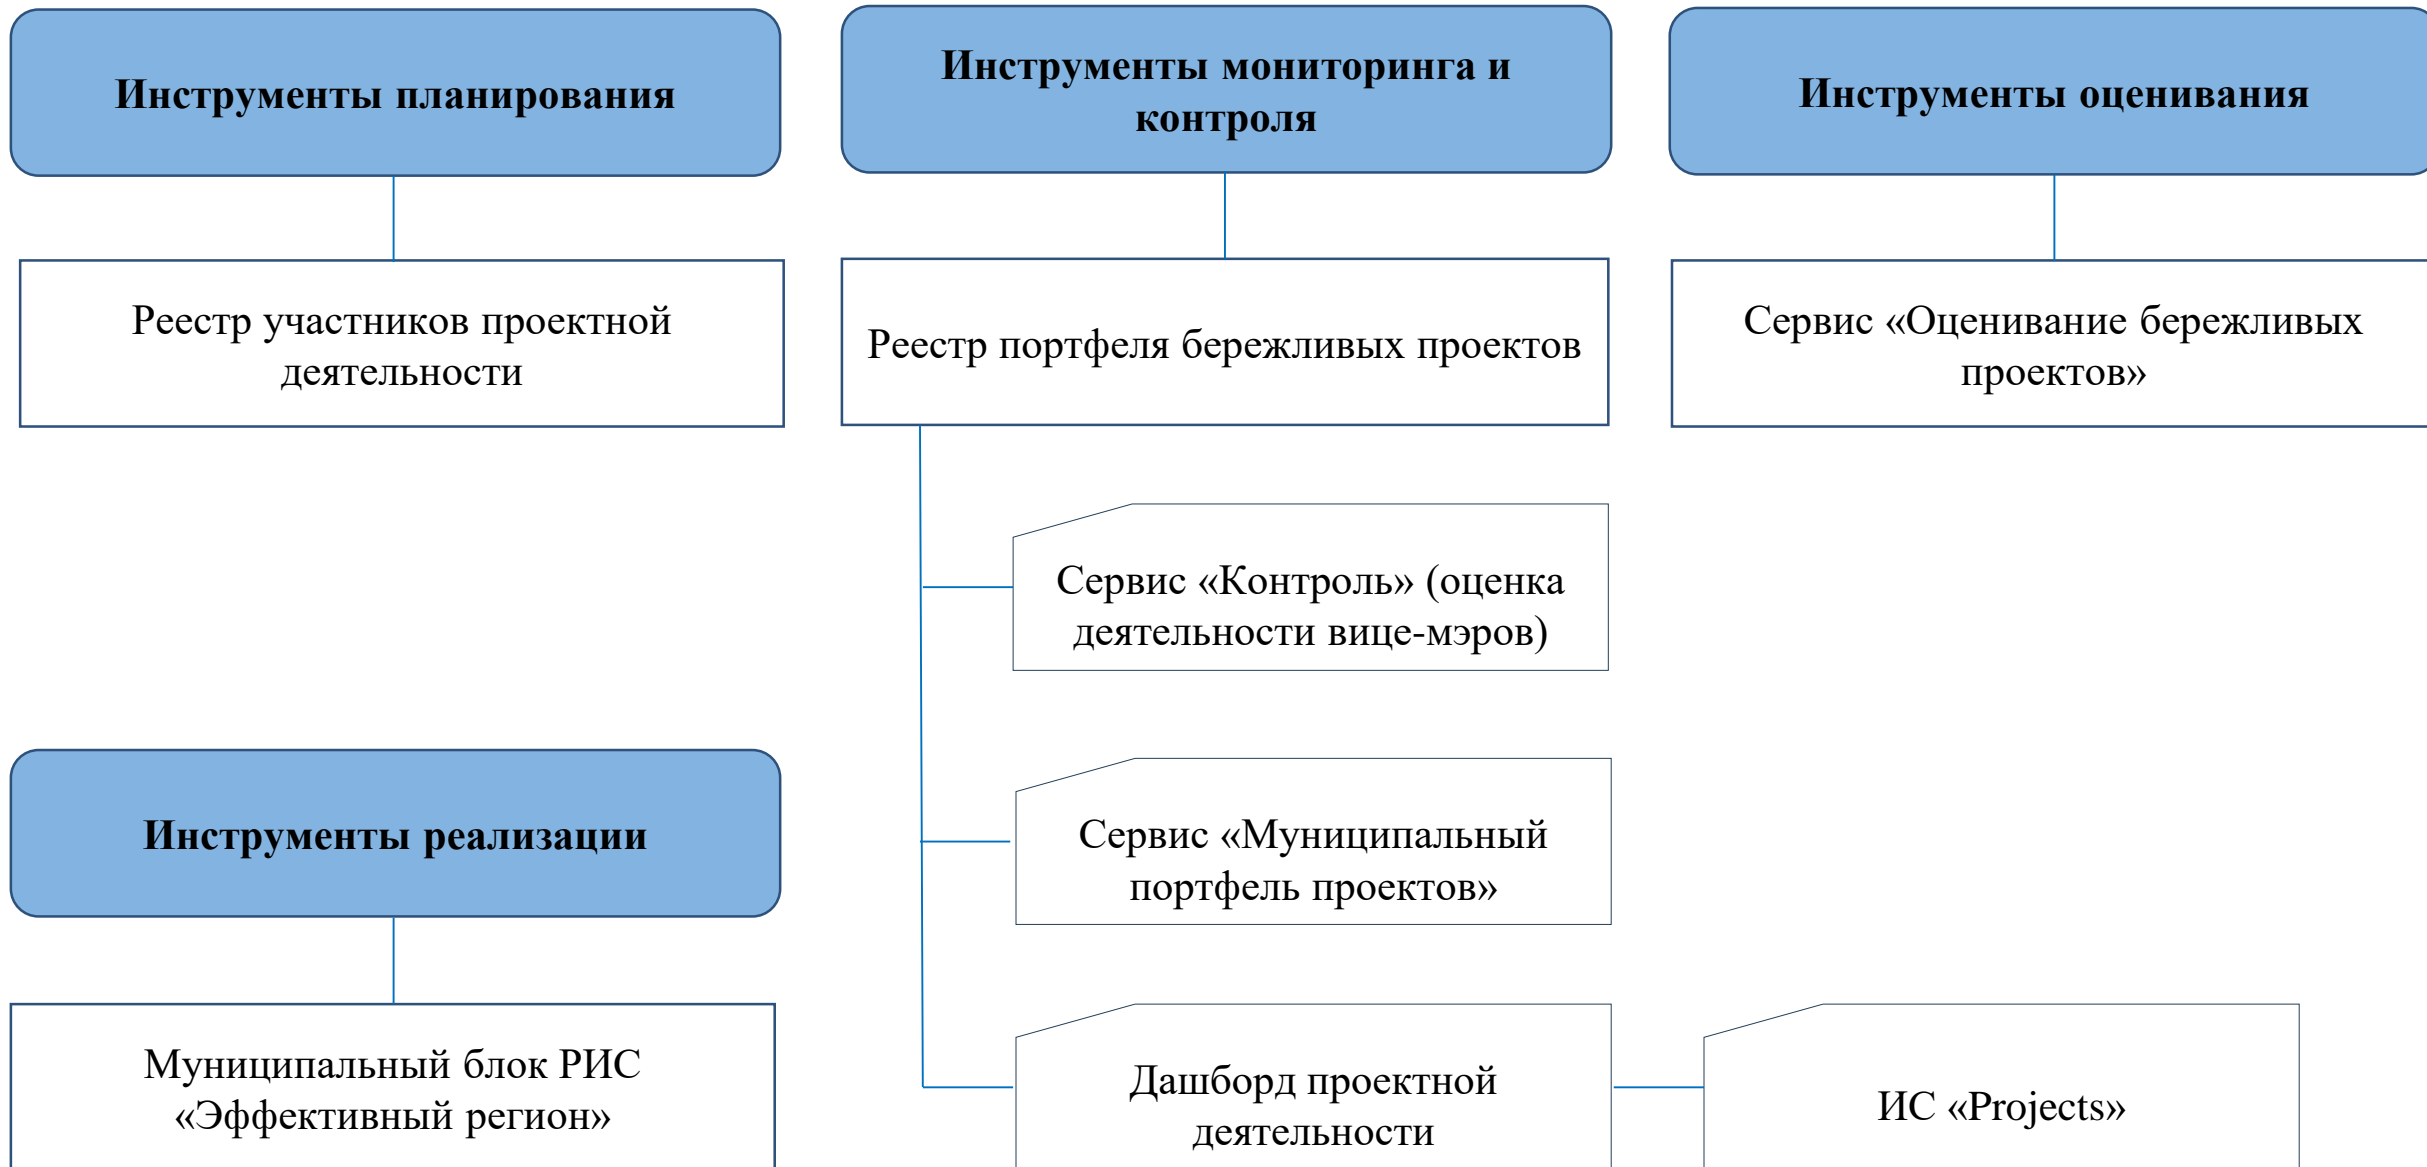 Инструменты планирования
Инструменты мониторинга и
контроля
Инструменты оценивания
Реестр участников проектной
деятельности
Реестр портфеля бережливых проектов
Сервис «Оценивание бережливых
проектов»
Сервис «Контроль» (оценка
деятельности вице-мэров)
Инструменты реализации
Сервис «Муниципальный
портфель проектов»
Муниципальный блок РИС
«Эффективный регион»
Дашборд проектной
деятельности
ИС «Projects»